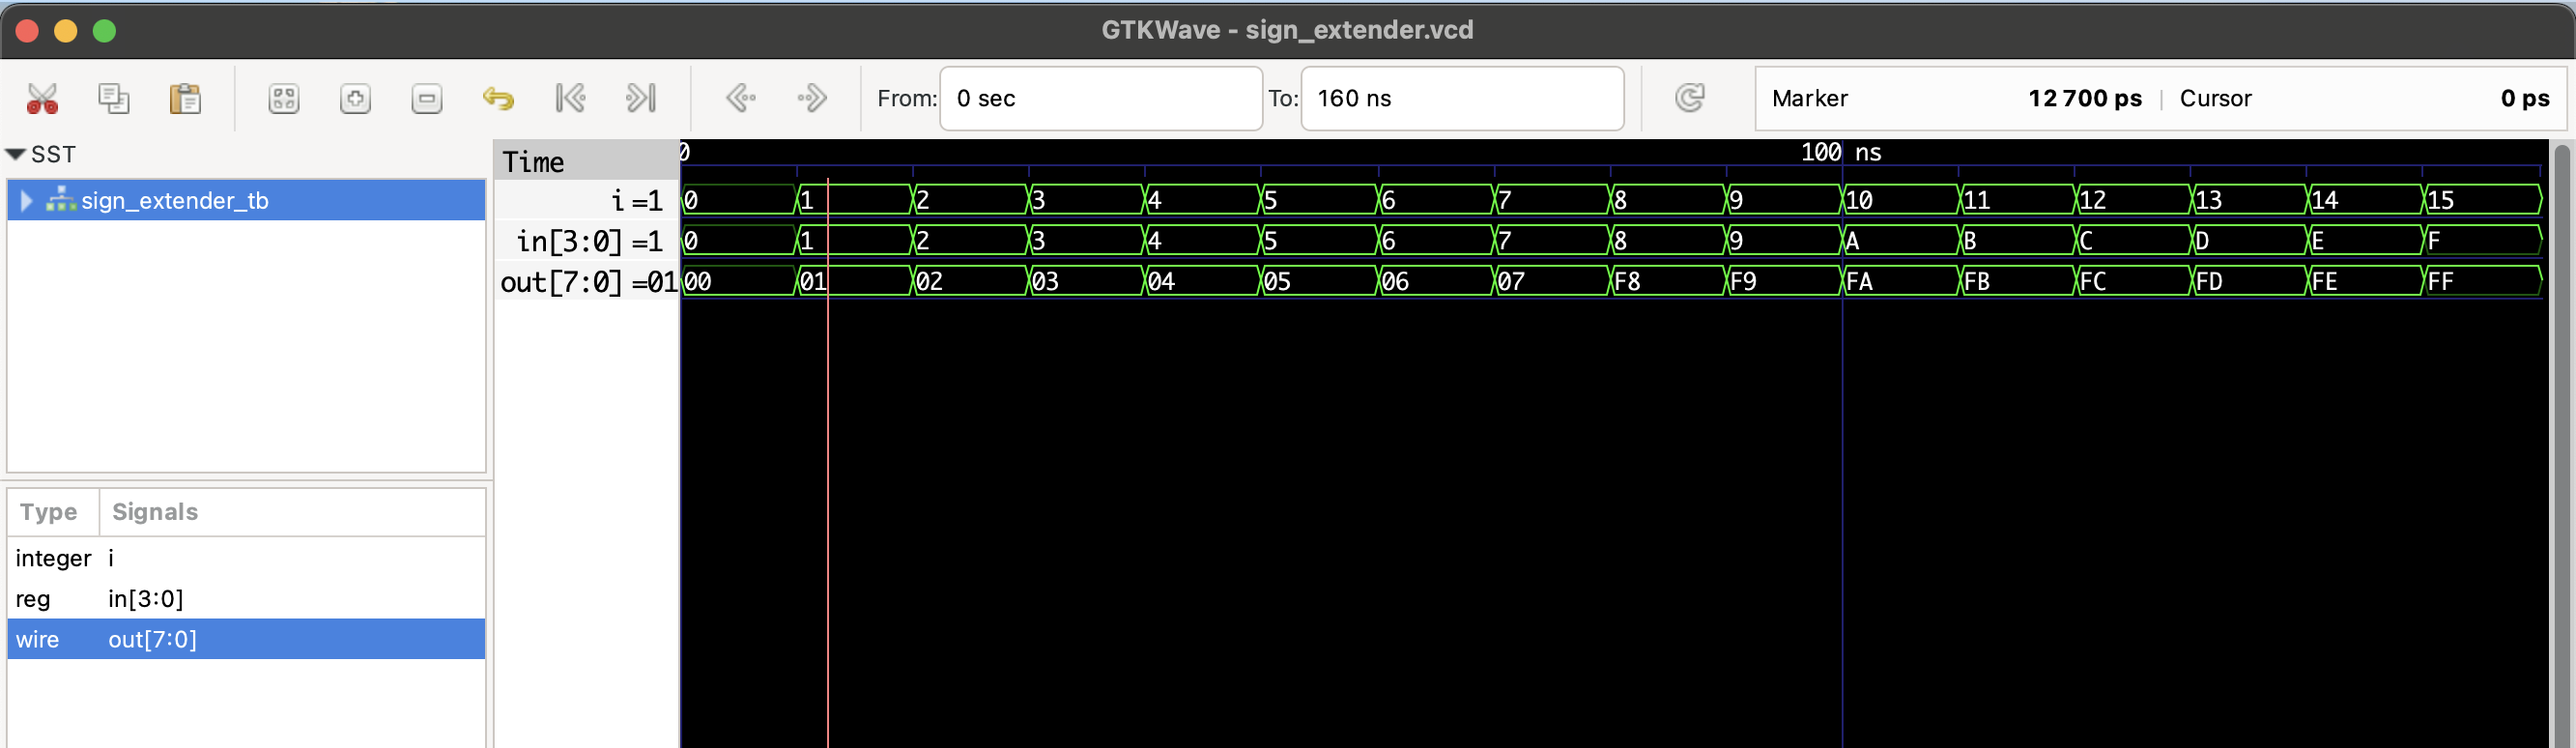 GTKWave - sign_extender.vcd
From: 0 sec To: 160 ns Marker 12 700 ps | Cursor 0 ps
SST
sign_extender_tb
Type Signals
integer i
reg in[3:0]
wire out[7:0]
Time 0 100 ns
i =1 0 1 2 3 4 5 6 7 8 9 10 11 12 13 14 15
in[3:0] =1 0 1 2 3 4 5 6 7 8 9 A B C D E F
out[7:0] =01 00 01 02 03 04 05 06 07 F8 F9 FA FB FC FD FE FF